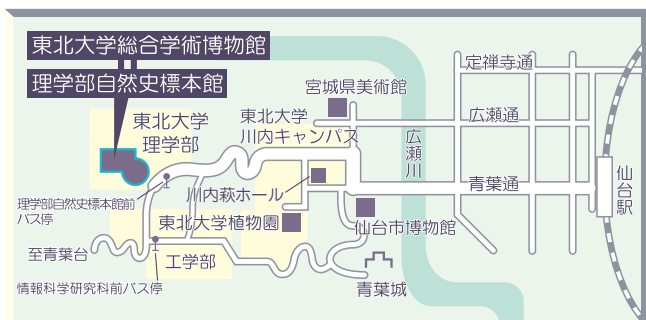 東北大学総合学術博物館
理学部自然史標本館
定禅寺通
宮城県美術館
東北大学
理学部
東北大学
川内キャンパス
広瀬通
広瀬川
仙台駅
青葉通
川内萩ホール
理学部自然史標本館前
バス停
東北大学植物園
仙台市博物館
至青葉台
工学部
青葉城
情報科学研究科前バス停